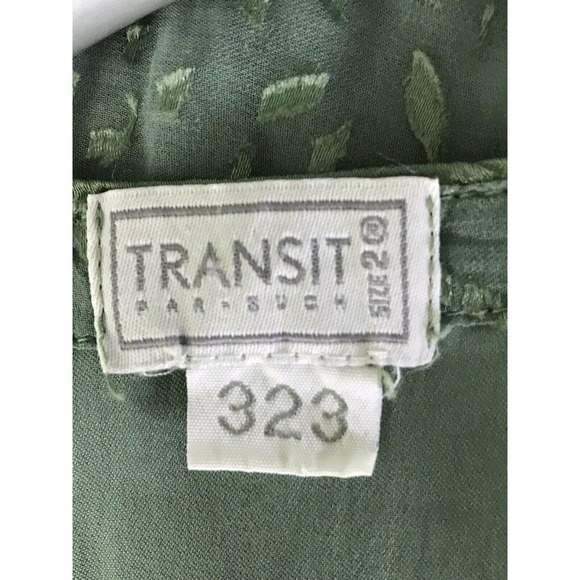 TRANSIT
PAR-SUCH
SIZE 2 ®
323